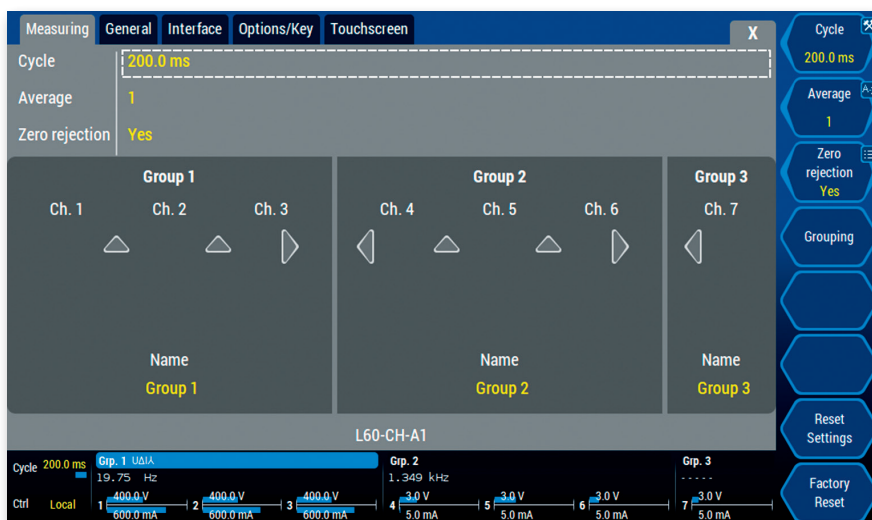 Measuring General Interface Options/Key Touchscreen X
Cycle 200.0 ms
Average 1
Zero rejection Yes
Group 1 Group 2 Group 3
Ch. 1 Ch. 2 Ch. 3 Ch. 4 Ch. 5 Ch. 6 Ch. 7
Name Name Name
Group 1 Group 2 Group 3
L60-CH-A1
Cycle
200.0 ms
Average
1
Zero
rejection
Yes
Grouping
Reset
Settings
Factory
Reset
Cycle 200.0 ms Grp. 1 UΔIλ Grp. 2 Grp. 3
19.75 Hz 1.349 kHz -----
400.0 V 400.0 V 400.0 V 3.0 V 3.0 V 3.0 V 3.0 V
Ctrl Local 1 2 3 4 5 6 7
600.0 mA 600.0 mA 600.0 mA 5.0 mA 5.0 mA 5.0 mA 5.0 mA